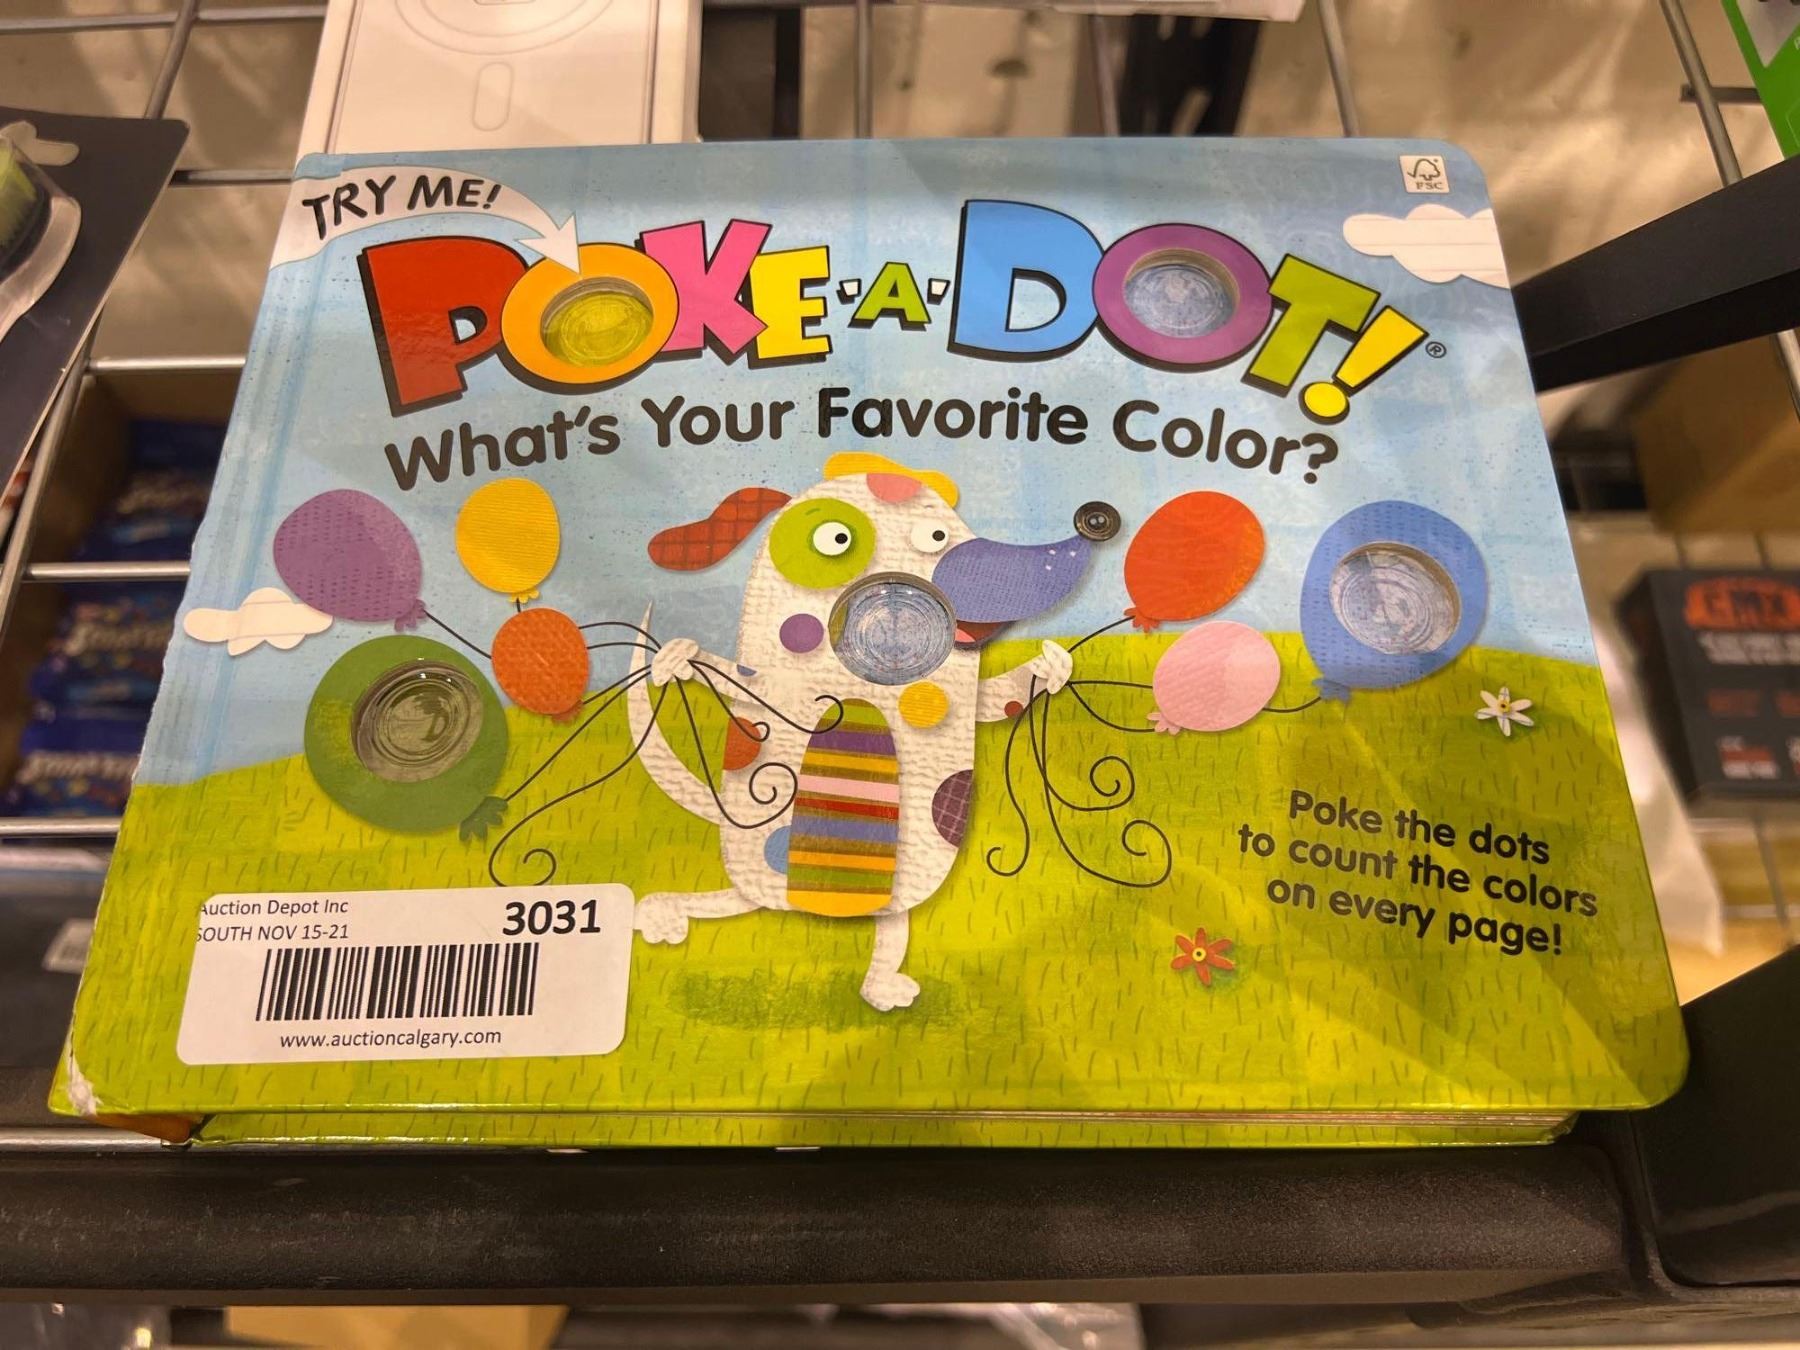 TRY ME!
FSC
POKE·A·DOT!®
What's Your Favorite Color?
Poke the dots
to count the colors
on every page!
Auction Depot Inc
SOUTH NOV 15-21
3031
www.auctioncalgary.com